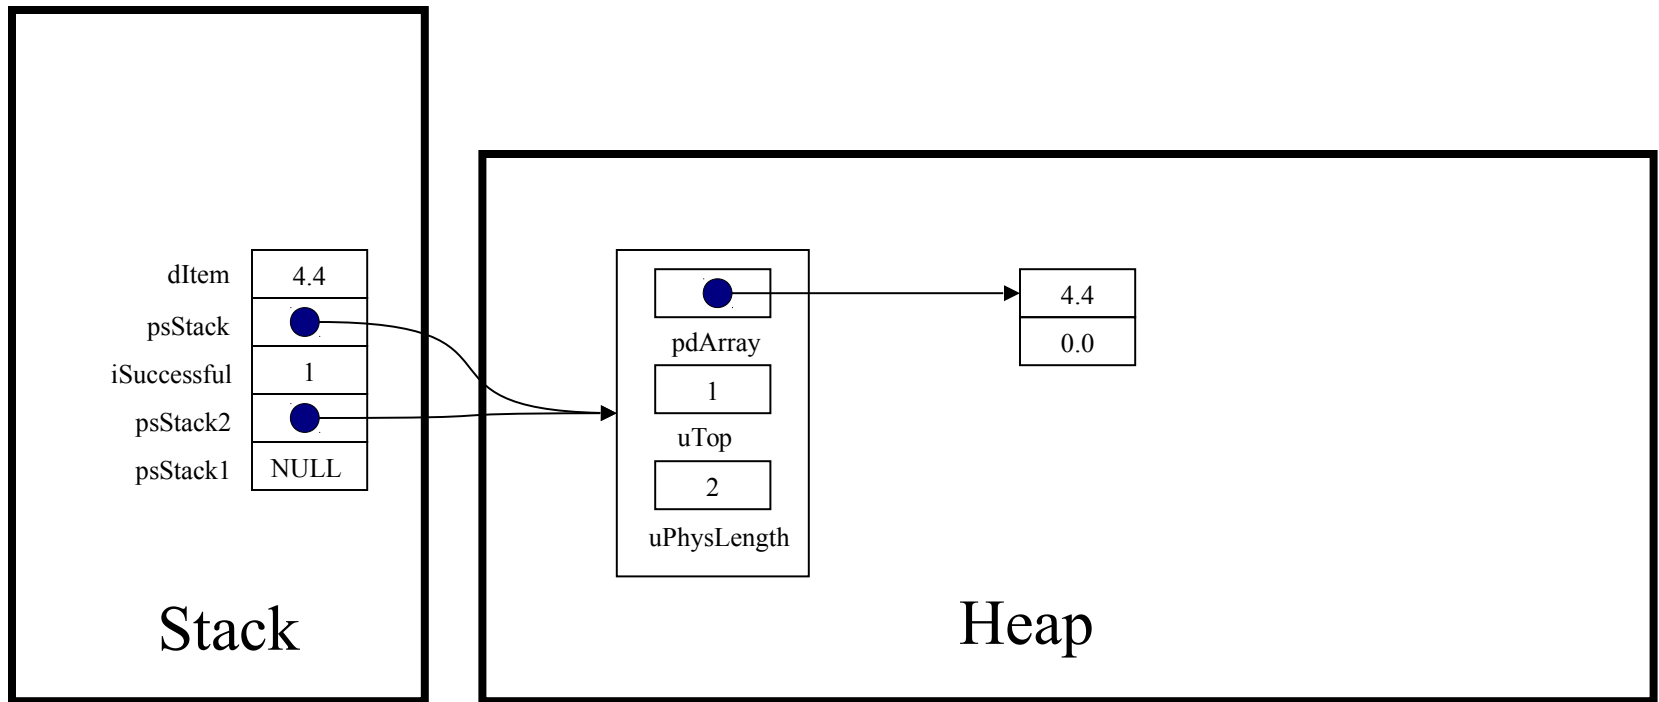 dItem 4.4
psStack
iSuccessful 1
psStack2
psStack1 NULL
Stack
pdArray
1
uTop
2
uPhysLength
4.4
0.0
Heap